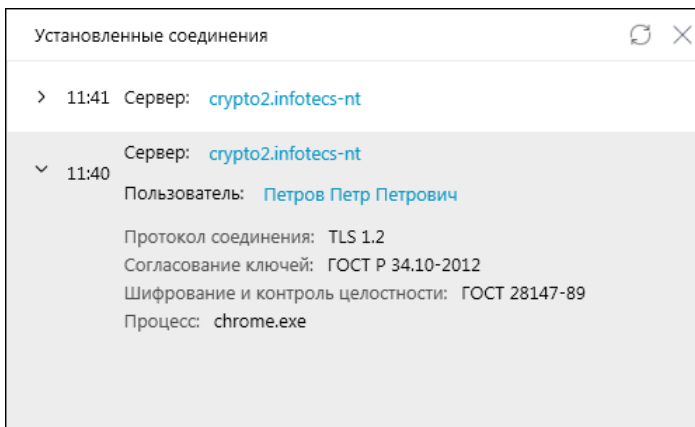 Установленные соединения
11:41 Сервер: crypto2.infotecs-nt
11:40 Сервер: crypto2.infotecs-nt
Пользователь: Петров Петр Петрович
Протокол соединения: TLS 1.2
Согласование ключей: ГОСТ Р 34.10-2012
Шифрование и контроль целостности: ГОСТ 28147-89
Процесс: chrome.exe